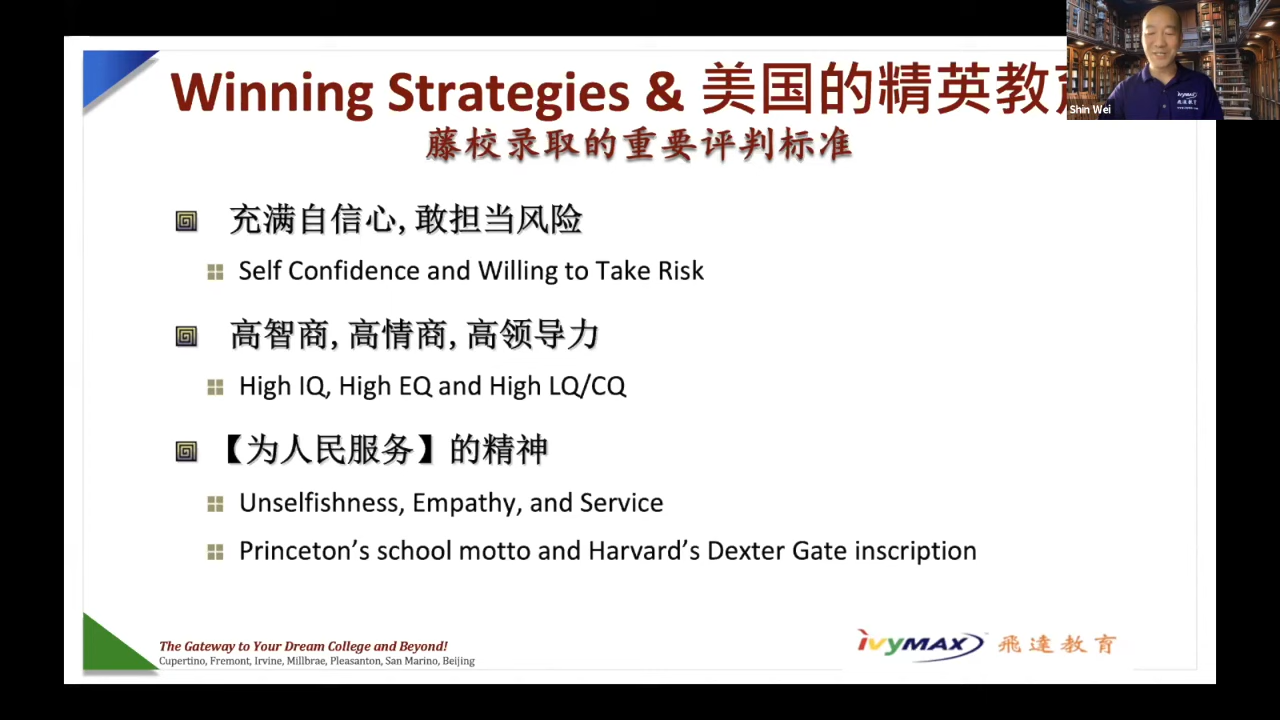 Winning Strategies & 美国的精英教育
藤校录取的重要评判标准
充满自信心, 敢担当风险
Self Confidence and Willing to Take Risk
高智商, 高情商, 高领导力
High IQ, High EQ and High LQ/CQ
【为人民服务】的精神
Unselfishness, Empathy, and Service
Princeton’s school motto and Harvard’s Dexter Gate inscription
The Gateway to Your Dream College and Beyond!
Cupertino, Fremont, Irvine, Millbrae, Pleasanton, San Marino, Beijing
ivyMAX 飛達教育
Shin Wei
ivyMAX
飛達教育